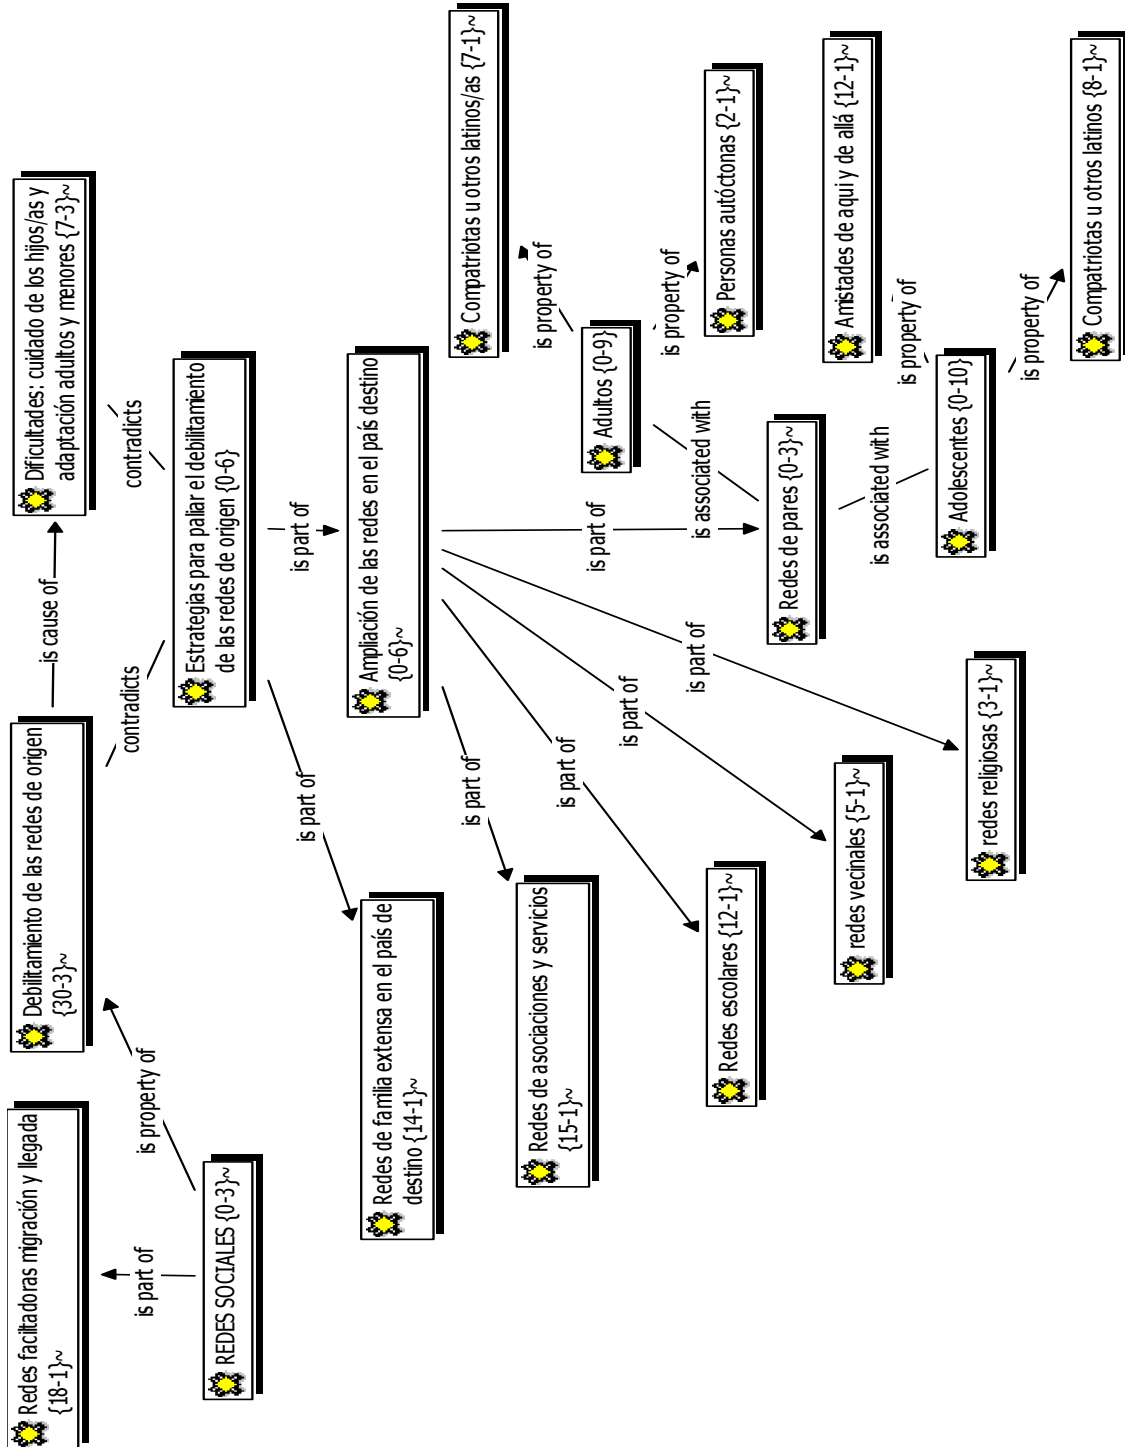 Redes facilitadoras migración y llegada
{18-1}~
Debilitamiento de las redes de origen
{30-3}~
is cause of
Dificultades: cuidado de los hijos/as y
adaptación adultos y menores {7-3}~
is part of
is property of
contradicts
contradicts
REDES SOCIALES {0-3}~
Estrategias para paliar el debilitamiento
de las redes de origen {0-6}
is part of
is part of
Redes de familia extensa en el país de
destino {14-1}~
Ampliación de las redes en el país destino
{0-6}~
is part of
Compatriotas u otros latinos/as {7-1}~
Redes de asociaciones y servicios
{15-1}~
is part of
is part of
is property of
Adultos {0-9}~
is part of
is part of
is associated with
is property of
Redes escolares {12-1}~
Personas autóctonas {2-1}~
Redes de pares {0-3}~
redes vecinales {5-1}~
Amistades de aqui y de allá {12-1}~
is associated with
is property of
Adolescentes {0-10}
redes religiosas {3-1}~
is property of
Compatriotas u otros latinos {8-1}~